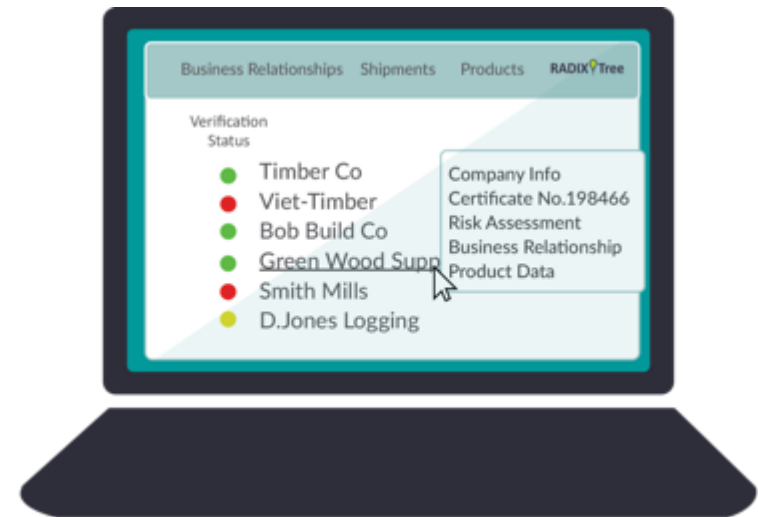 Business Relationships Shipments Products RADIX Tree
Verification
Status
Timber Co
Viet-Timber
Bob Build Co
Green Wood Supp
Smith Mills
D.Jones Logging
Company Info
Certificate No.198466
Risk Assessment
Business Relationship
Product Data